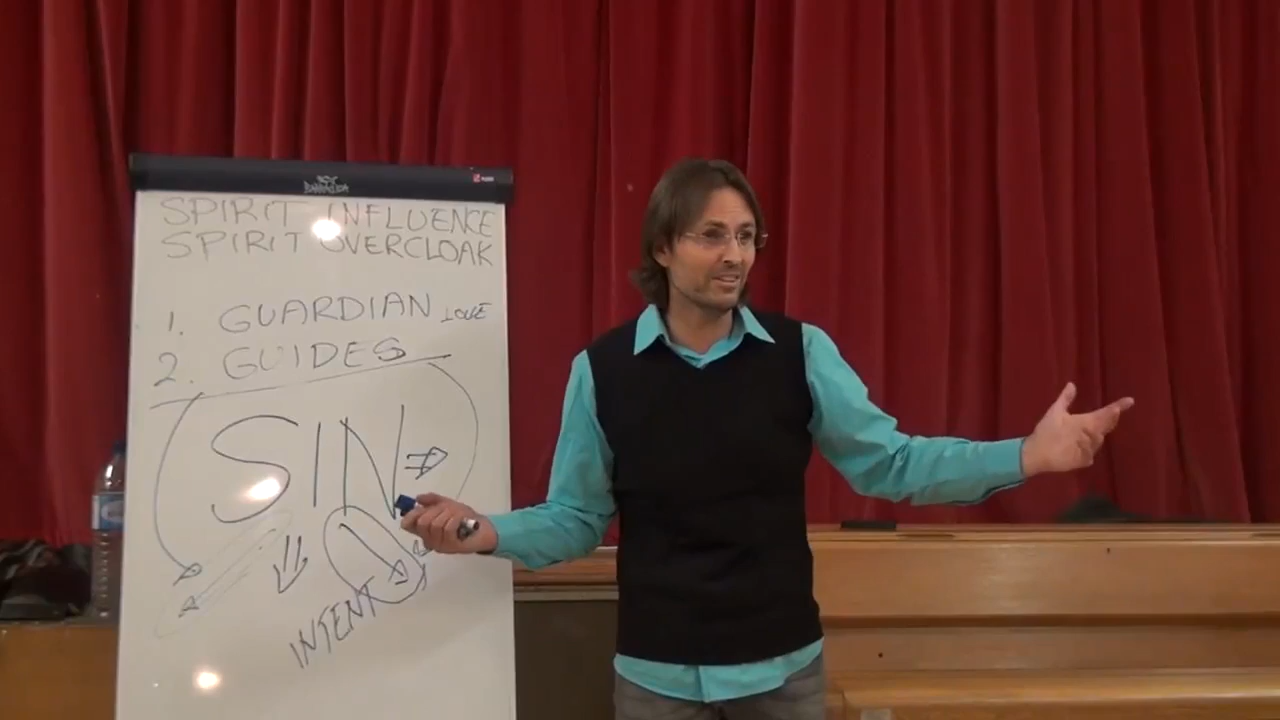 SPIRIT INFLUENCE
SPIRIT OVERCLOAK
1. GUARDIAN LOVE
2. GUIDES
SIN
INTENT